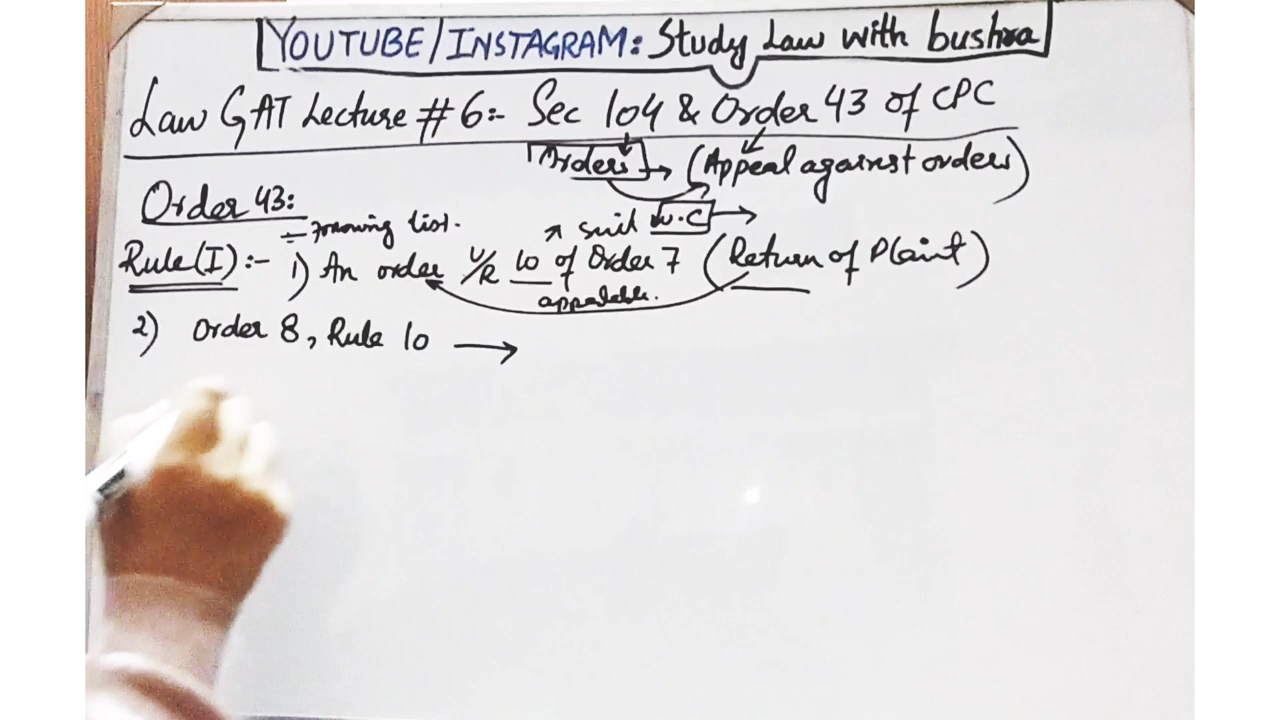 YOUTUBE/INSTAGRAM: Study Law with bushra
Law GAT Lecture # 6:- Sec 104 & Order 43 of CPC
Orders → (Appeal against orders)
Order 43:
following list.
↗ suit w.c →
Rule (I):- 1) An order U/R 10 of Order 7 (Return of Plaint)
appealable.
2) Order 8, Rule 10 →